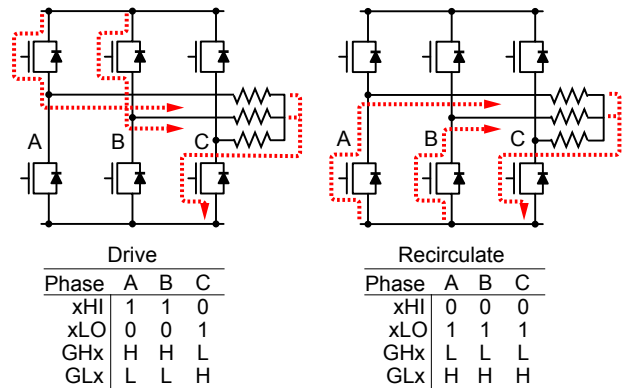 A B C
A B C
Drive
Phase A B C
xHI 1 1 0
xLO 0 0 1
GHx H H L
GLx L L H
Recirculate
Phase A B C
xHI 0 0 0
xLO 1 1 1
GHx L L L
GLx H H H